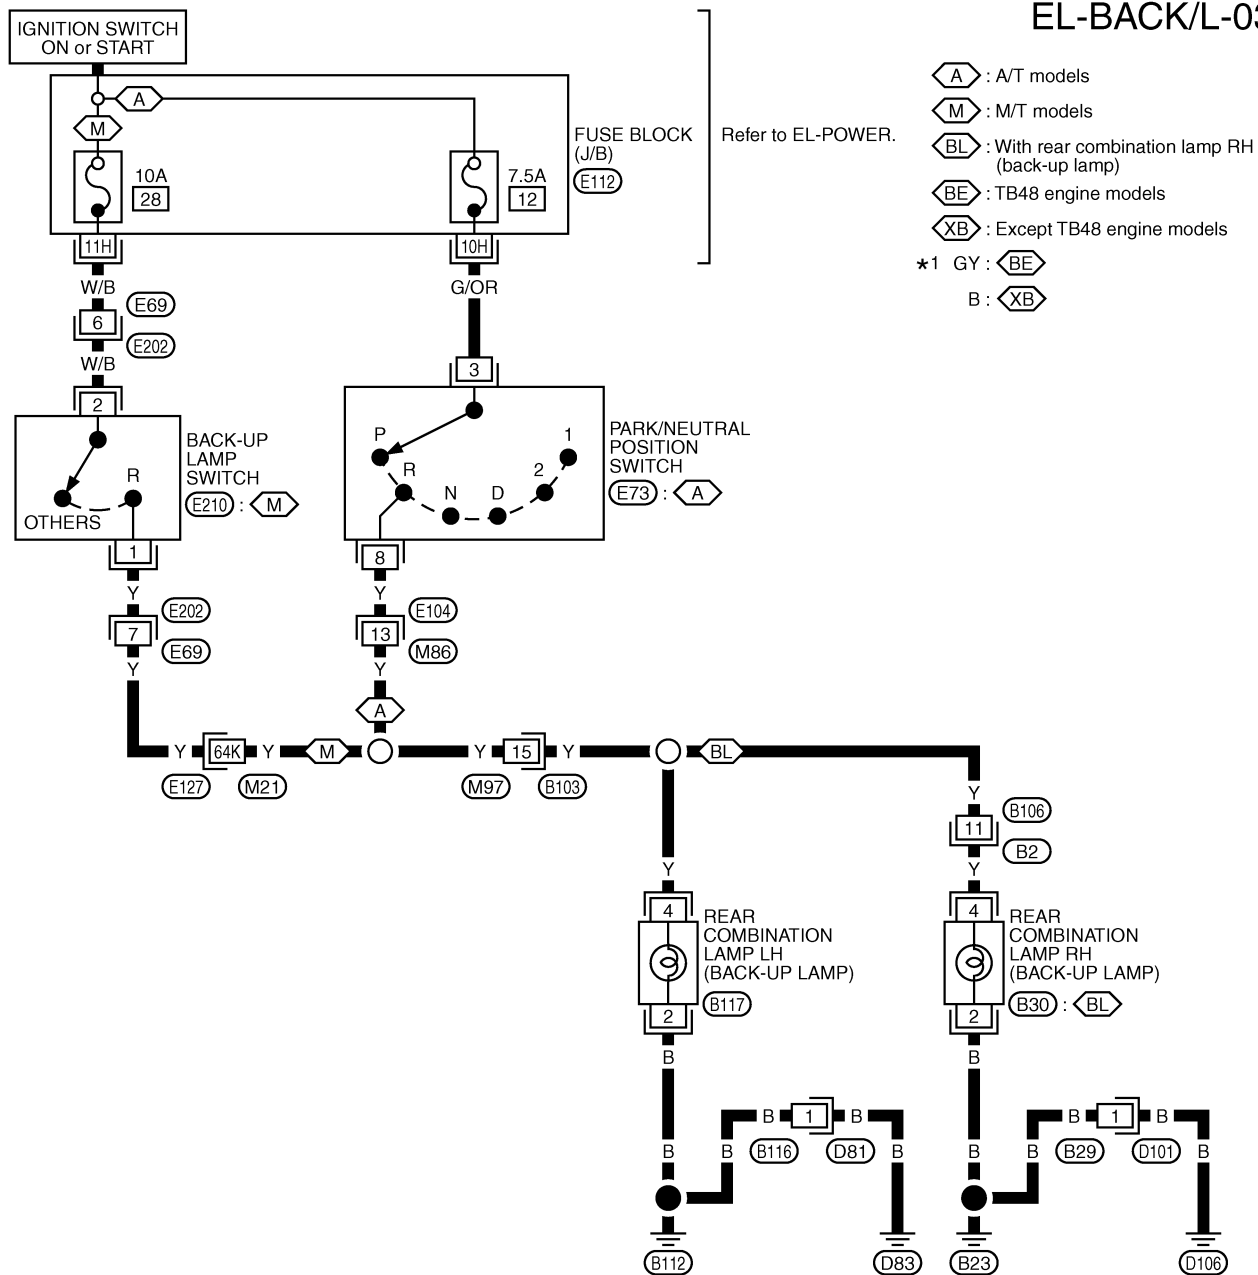 EL-BACK/L-03
IGNITION SWITCH
ON or START
A
M
10A
28
7.5A
12
FUSE BLOCK
(J/B)
E112
Refer to EL-POWER.
A : A/T models
M : M/T models
BL : With rear combination lamp RH
(back-up lamp)
BE : TB48 engine models
XB : Except TB48 engine models
*1 GY : BE
B : XB
11H
10H
W/B
G/OR
E69
6
E202
W/B
2
3
BACK-UP
LAMP
SWITCH
E210 : M
OTHERS
R
1
P
R
N
D
2
1
PARK/NEUTRAL
POSITION
SWITCH
E73 : A
8
Y
Y
E202
7
E69
E104
13
M86
Y
Y
A
Y
64K
Y
M
Y
15
Y
BL
E127
M21
M97
B103
Y
B106
11
B2
Y
Y
4
4
REAR
COMBINATION
LAMP LH
(BACK-UP LAMP)
B117
REAR
COMBINATION
LAMP RH
(BACK-UP LAMP)
B30 : BL
2
2
B
B
B
1
B
B
1
B
B
B
B116
D81
B
B
B
B29
D101
B
B112
D83
B23
D106